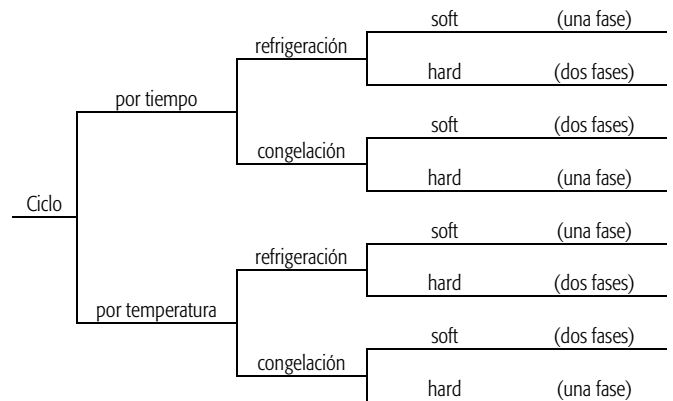 soft (una fase)
refrigeración
hard (dos fases)
por tiempo
soft (dos fases)
congelación
hard (una fase)
Ciclo
soft (una fase)
refrigeración
hard (dos fases)
por temperatura
soft (dos fases)
congelación
hard (una fase)